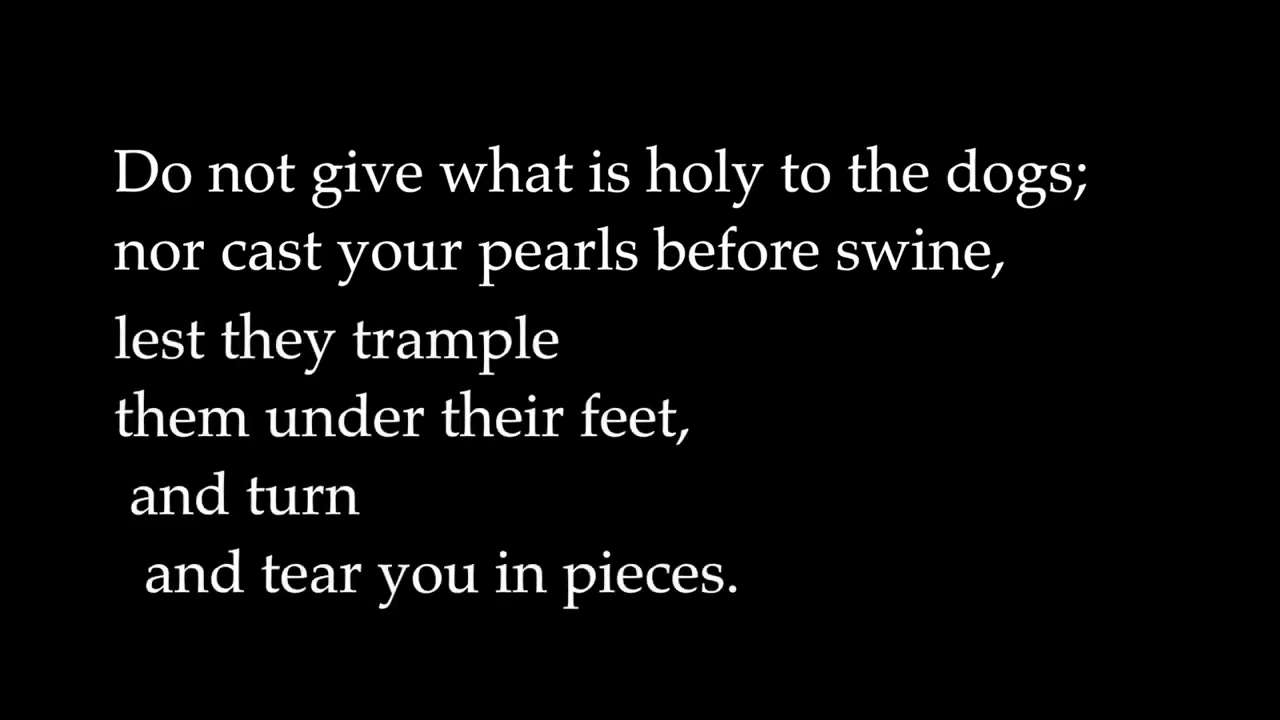 Do not give what is holy to the dogs;
nor cast your pearls before swine,
lest they trample
them under their feet,
and turn
and tear you in pieces.